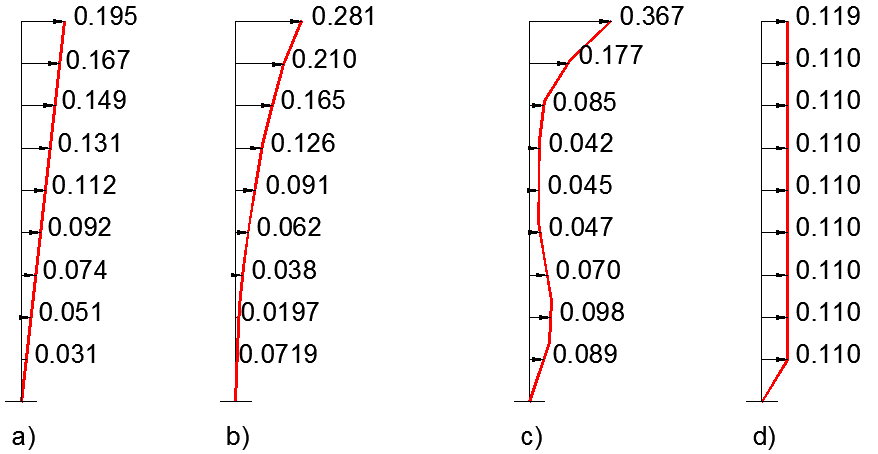 0.195 0.281 0.367 0.119
0.167 0.210 0.177 0.110
0.149 0.165 0.085 0.110
0.131 0.126 0.042 0.110
0.112 0.091 0.045 0.110
0.092 0.062 0.047 0.110
0.074 0.038 0.070 0.110
0.051 0.0197 0.098 0.110
0.031 0.0719 0.089 0.110
a) b) c) d)